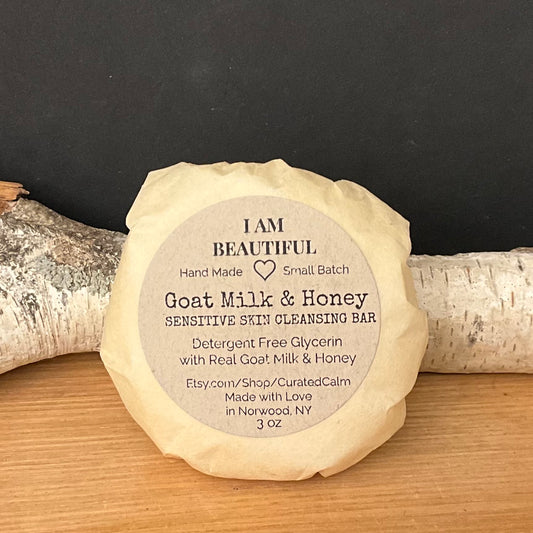 I AM
BEAUTIFUL
Hand Made Small Batch
Goat Milk & Honey
SENSITIVE SKIN CLEANSING BAR
Detergent Free Glycerin
with Real Goat Milk & Honey
Etsy.com/Shop/CuratedCalm
Made with Love
in Norwood, NY
3 oz